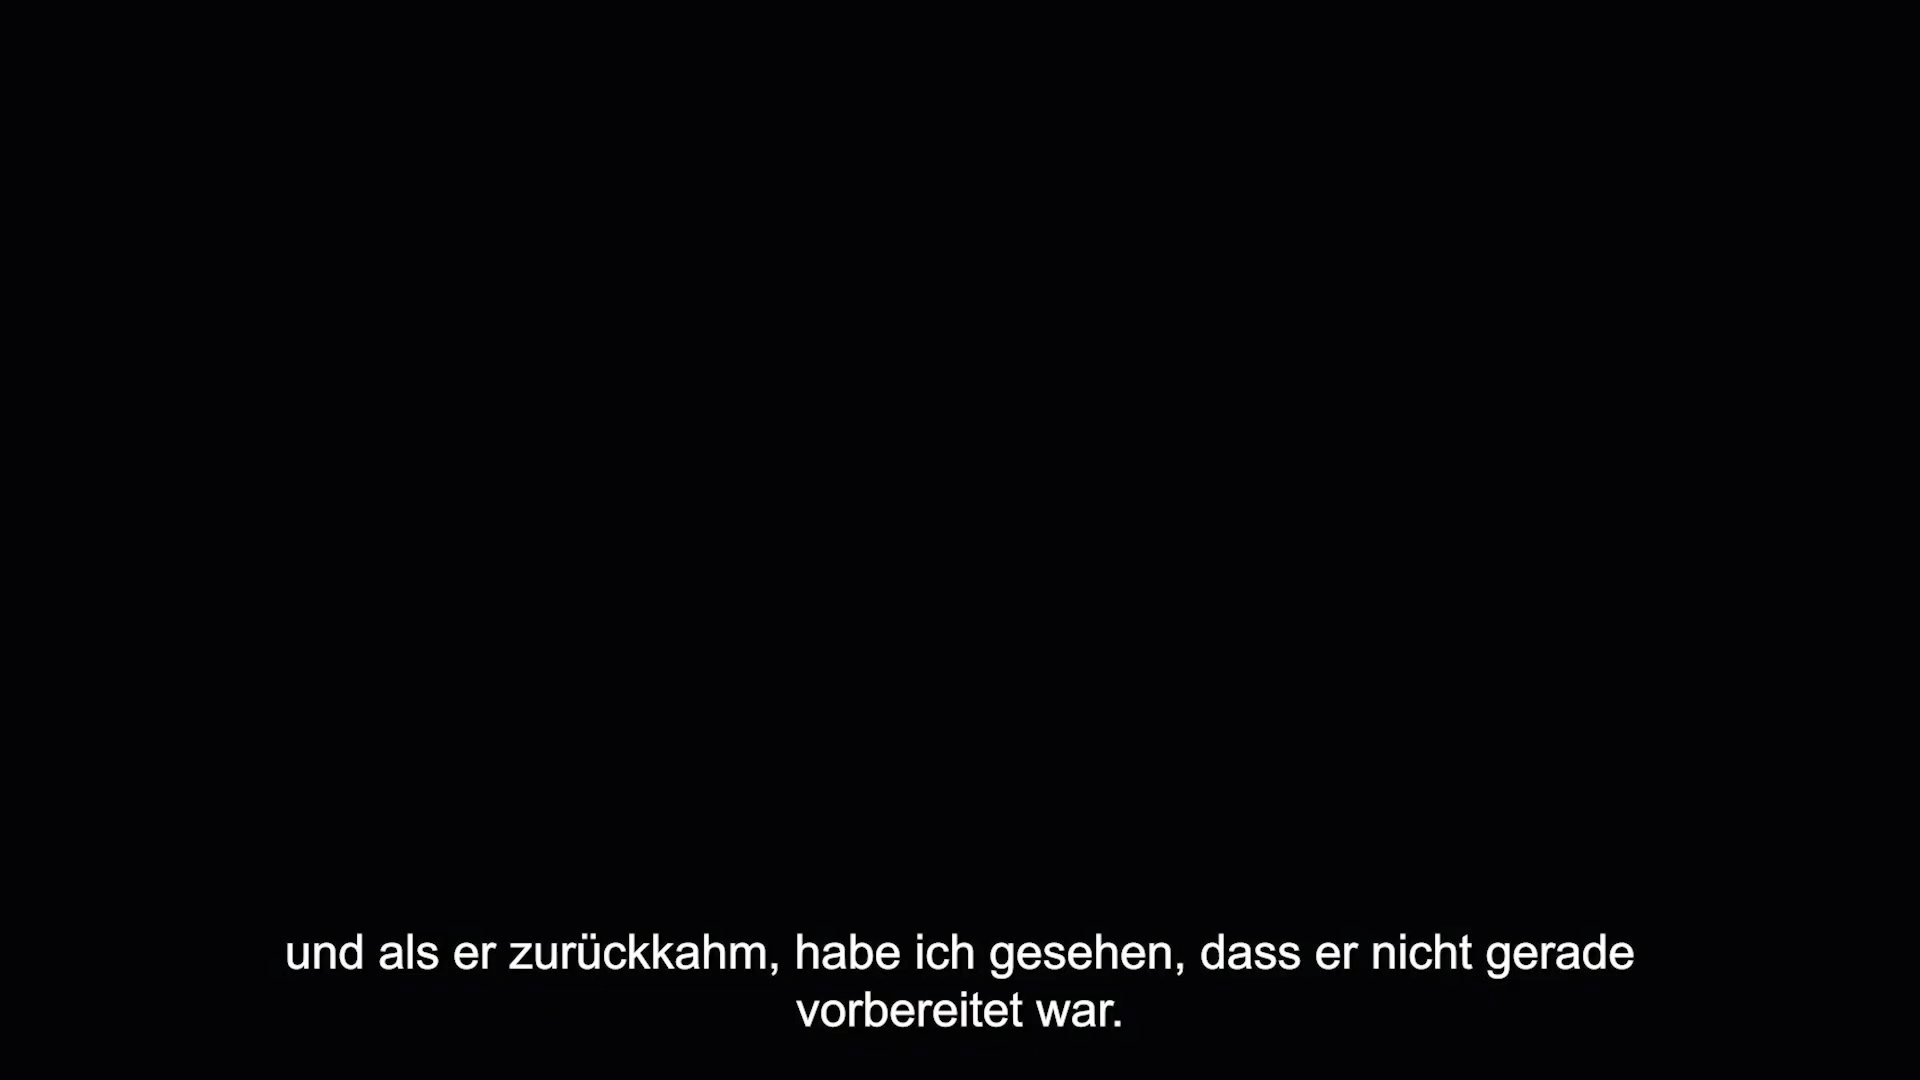 und als er zurückkahm, habe ich gesehen, dass er nicht gerade
vorbereitet war.